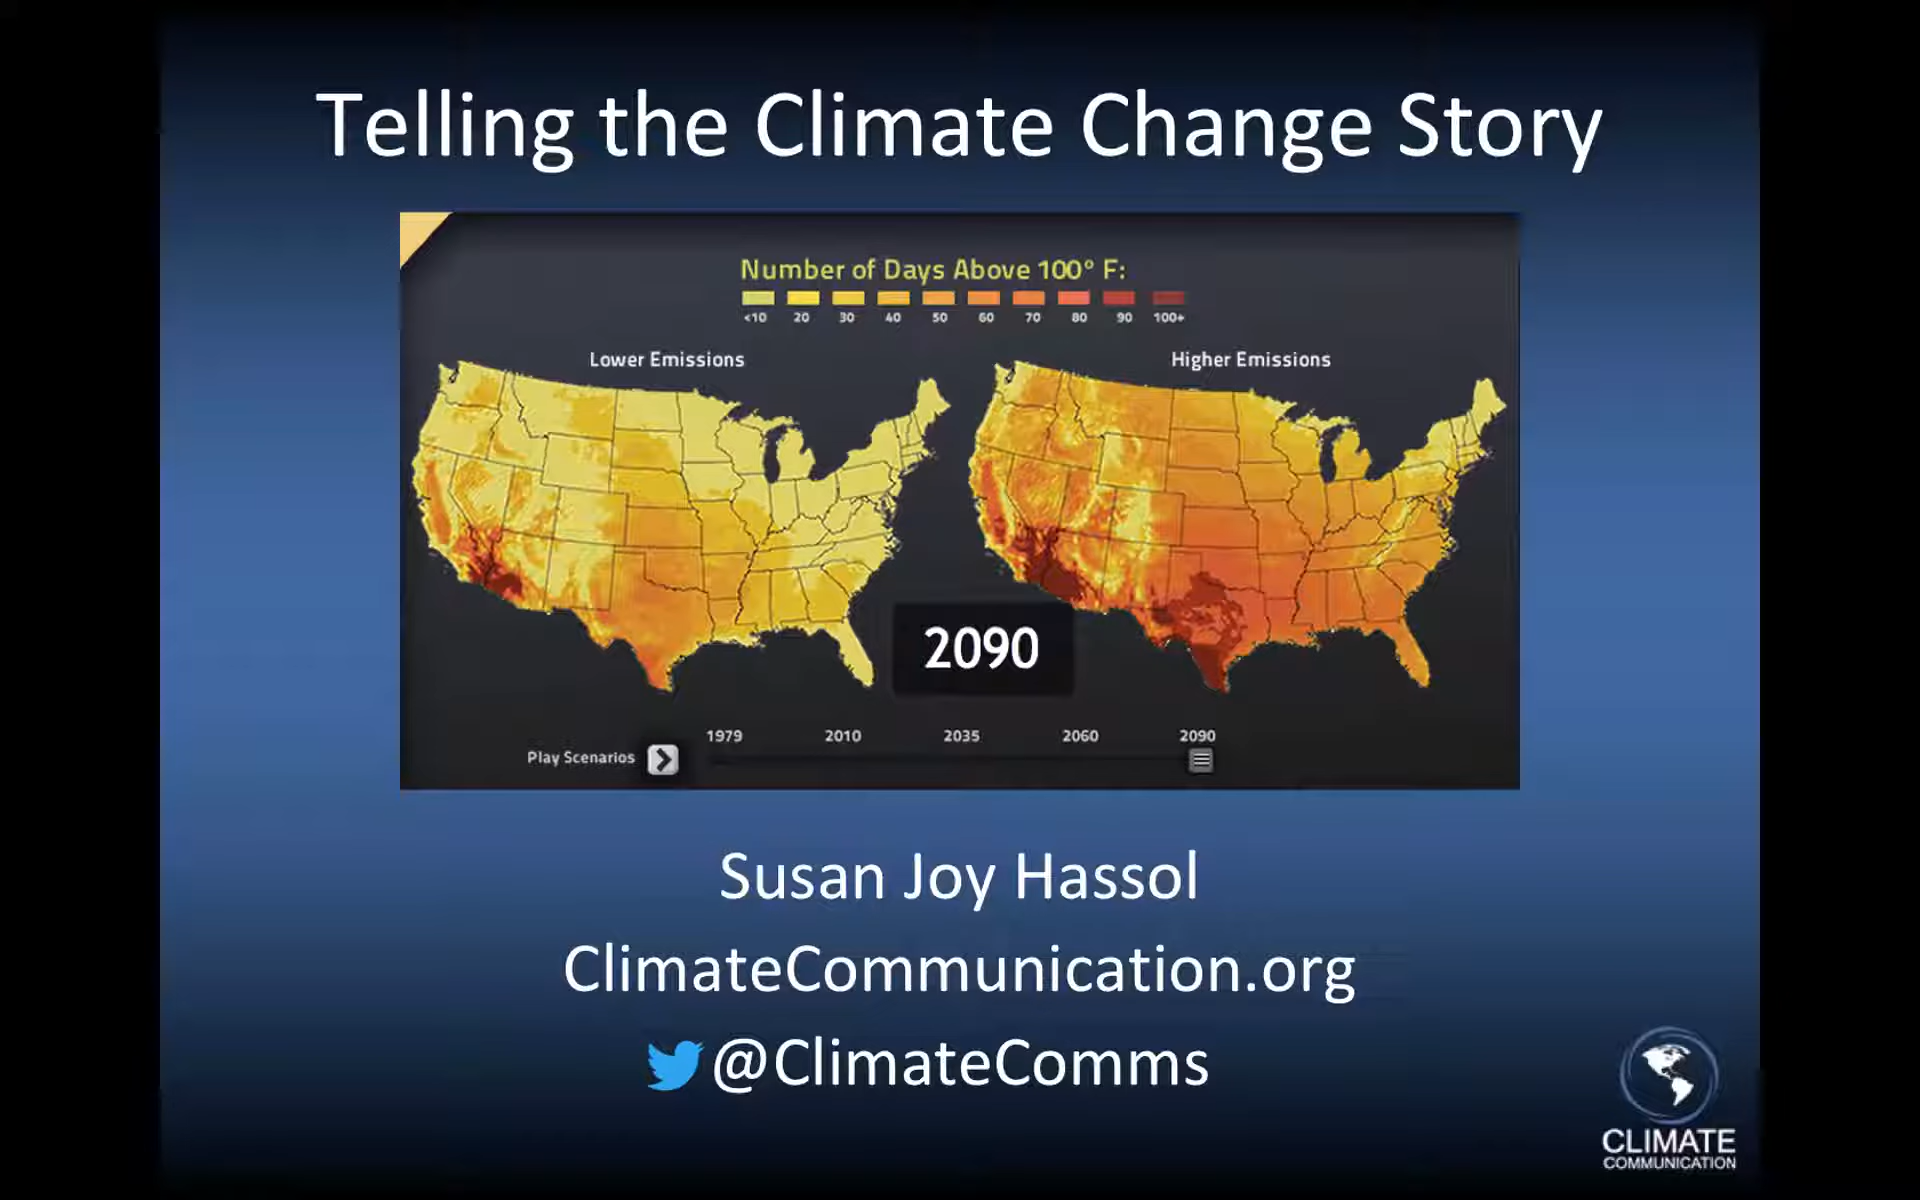 Telling the Climate Change Story
Number of Days Above 100° F:
<10 20 30 40 50 60 70 80 90 100+
Lower Emissions Higher Emissions
2090
1979 2010 2035 2060 2090
Play Scenarios
Susan Joy Hassol
ClimateCommunication.org
@ClimateComms
CLIMATE
COMMUNICATION